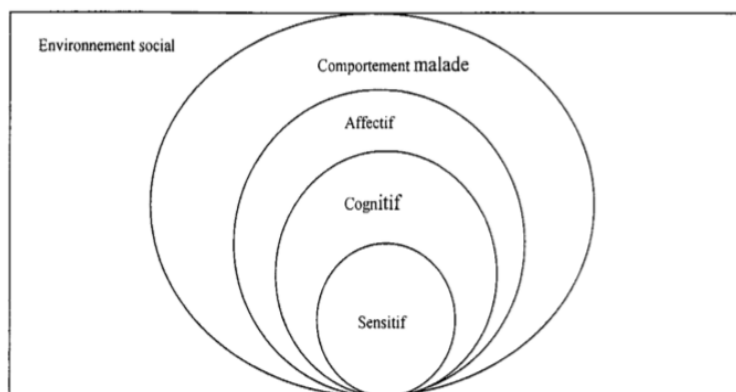 Environnement social
Comportement malade
Affectif
Cognitif
Sensitif